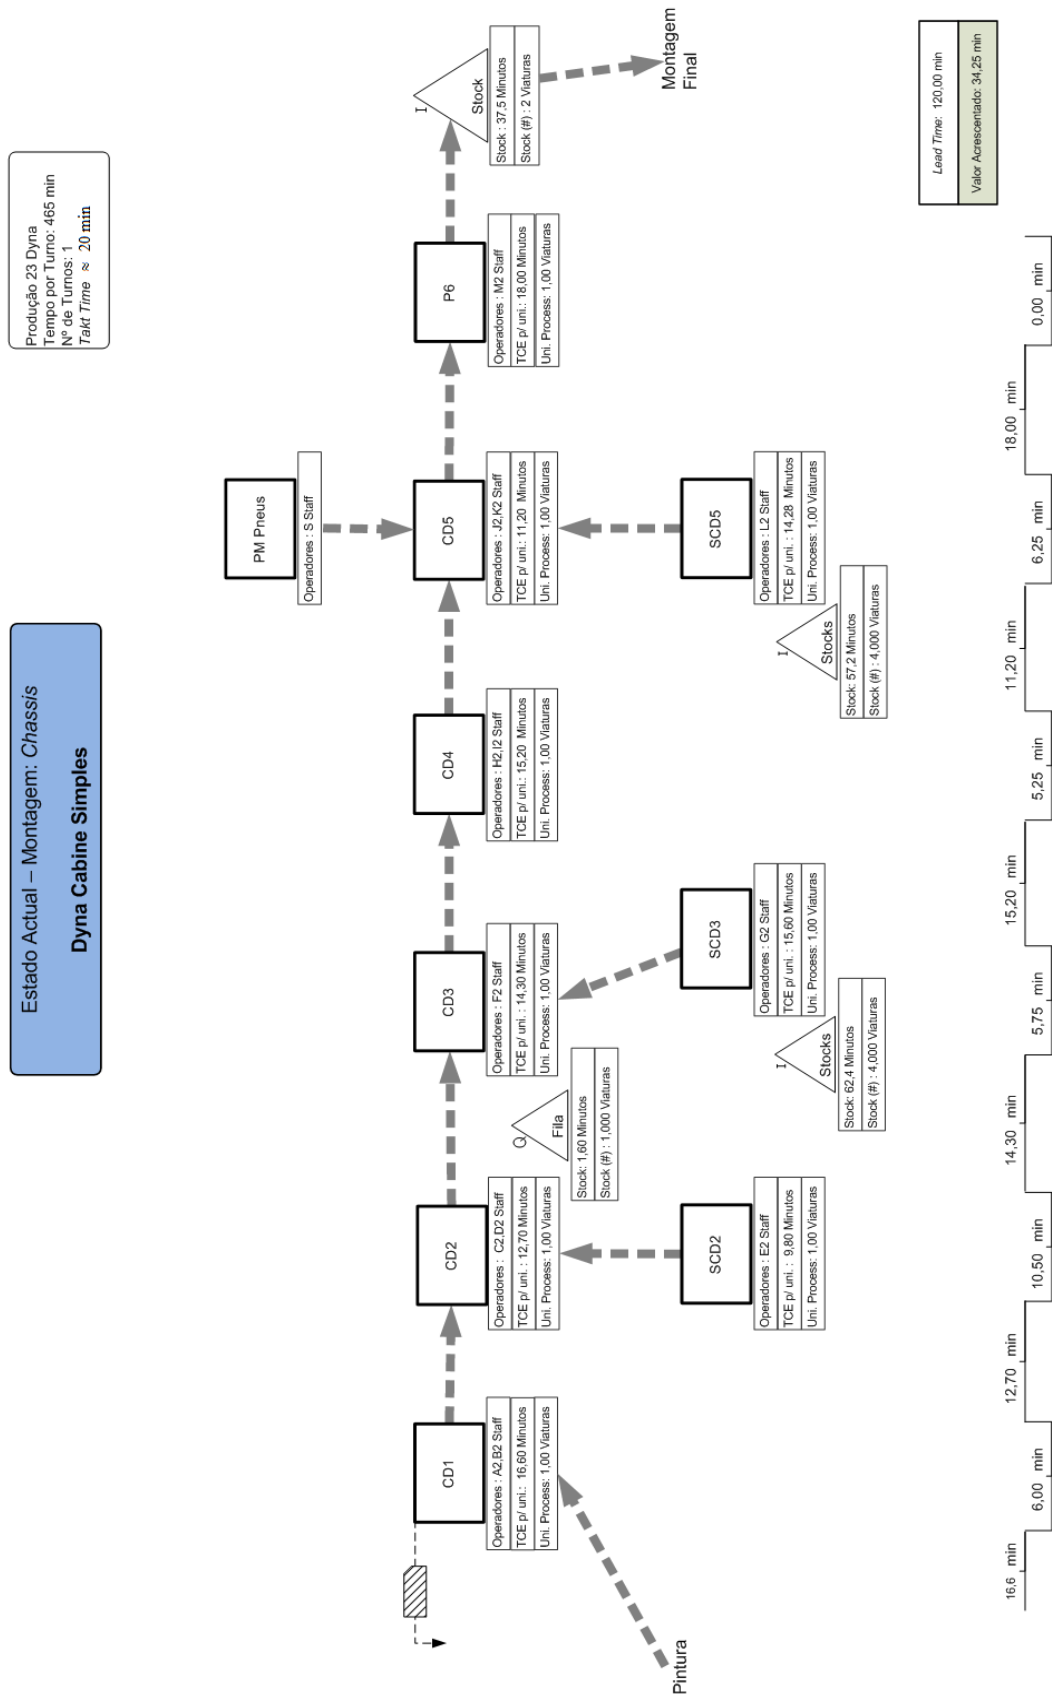 Estado Actual – Montagem: Chassis
Dyna Cabine Simples
Produção 23 Dyna
Tempo por Turno: 465 min
Nº de Turnos: 1
Takt Time ≈ 20 min
PM Pneus
Operadores : S Staff
Pintura
CD1
Operadores : A2,B2 Staff
TCE p/ uni.: 16,60 Minutos
Uni. Process: 1,00 Viaturas
CD2
Operadores : C2,D2 Staff
TCE p/ uni. : 12,70 Minutos
Uni. Process: 1,00 Viaturas
Q
Fila
Stock: 1,60 Minutos
Stock (#) : 1,000 Viaturas
CD3
Operadores : F2 Staff
TCE p/ uni. : 14,30 Minutos
Uni. Process: 1,00 Viaturas
CD4
Operadores : H2,I2 Staff
TCE p/ uni.: 15,20 Minutos
Uni. Process: 1,00 Viaturas
CD5
Operadores : J2,K2 Staff
TCE p/ uni.: 11,20 Minutos
Uni. Process: 1,00 Viaturas
P6
Operadores : M2 Staff
TCE p/ uni.: 18,00 Minutos
Uni. Process: 1,00 Viaturas
I
Stock
Stock : 37,5 Minutos
Stock (#) : 2 Viaturas
Montagem
Final
SCD2
Operadores : E2 Staff
TCE p/ uni. : 9,80 Minutos
Uni. Process: 1,00 Viaturas
SCD3
Operadores : G2 Staff
TCE p/ uni. : 15,60 Minutos
Uni. Process: 1,00 Viaturas
I
Stocks
Stock: 62,4 Minutos
Stock (#) : 4,000 Viaturas
SCD5
Operadores : L2 Staff
TCE p/ uni. : 14,28 Minutos
Uni. Process: 1,00 Viaturas
I
Stocks
Stock: 57,2 Minutos
Stock (#) : 4,000 Viaturas
Lead Time: 120,00 min
Valor Acrescentado: 34,25 min
16,6 min
6,00 min
12,70 min
10,50 min
14,30 min
5,75 min
15,20 min
5,25 min
11,20 min
6,25 min
18,00 min
0,00 min